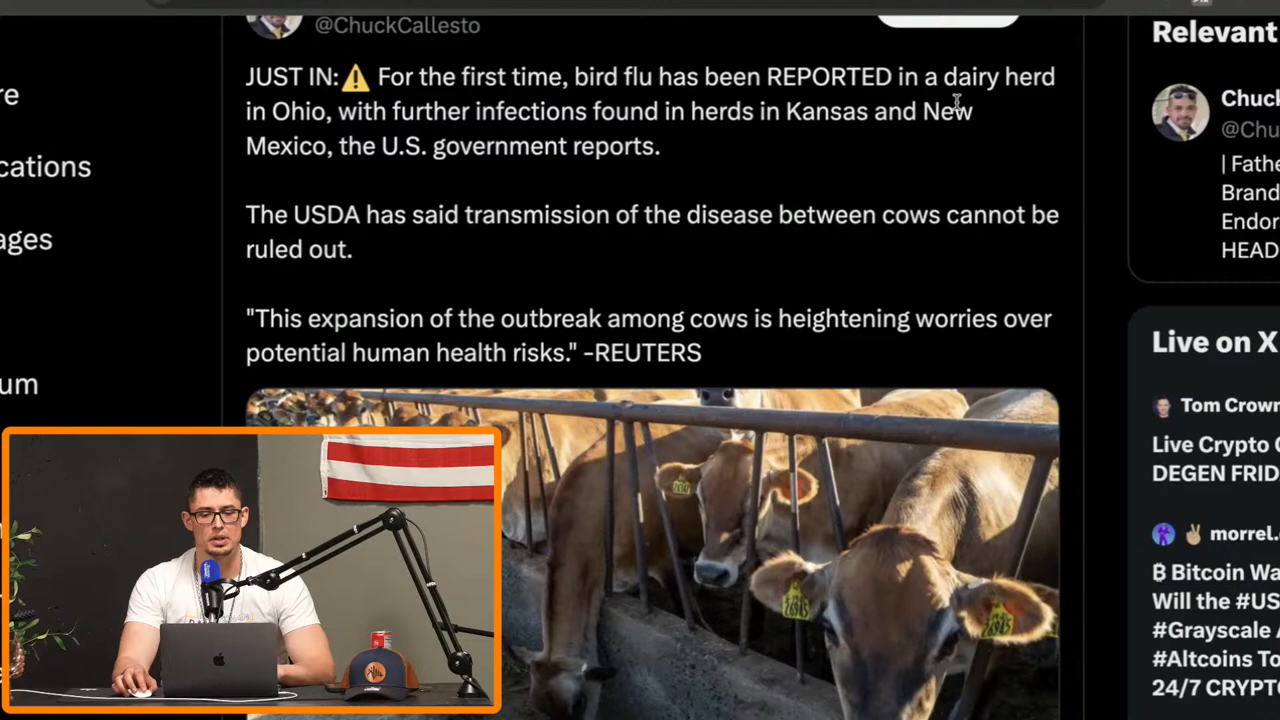 @ChuckCallesto
JUST IN:⚠️ For the first time, bird flu has been REPORTED in a dairy herd
in Ohio, with further infections found in herds in Kansas and New
Mexico, the U.S. government reports.
The USDA has said transmission of the disease between cows cannot be
ruled out.
"This expansion of the outbreak among cows is heightening worries over
potential human health risks." -REUTERS
re
cations
ages
um
Relevant
Chuck
@Chu
| Fathe
Brand
Endor
HEAD
Live on X
Tom Crown
Live Crypto
DEGEN FRID
morrel.
₿ Bitcoin Wa
Will the #US
#Grayscale
#Altcoins To
24/7 CRYPTO
26945